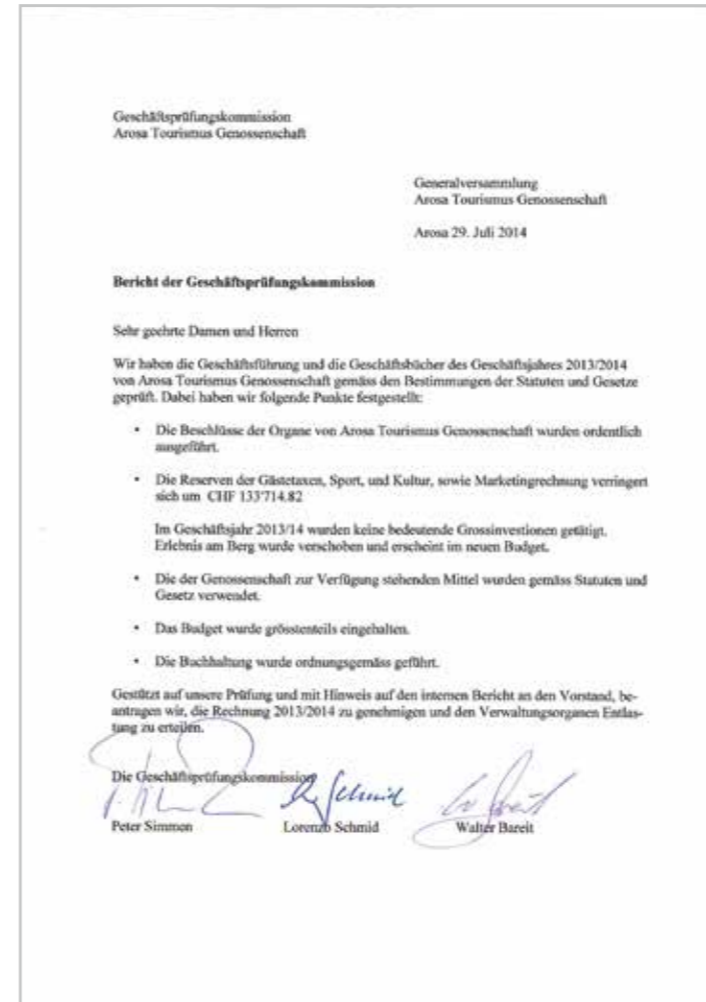 Geschäftsprüfungskommission
Arosa Tourismus Genossenschaft
Generalversammlung
Arosa Tourismus Genossenschaft
Arosa 29. Juli 2014
Bericht der Geschäftsprüfungskommission
Sehr geehrte Damen und Herren
Wir haben die Geschäftsführung und die Geschäftsbücher des Geschäftsjahres 2013/2014
von Arosa Tourismus Genossenschaft gemäss den Bestimmungen der Statuten und Gesetze
geprüft. Dabei haben wir folgende Punkte festgestellt:
• Die Beschlüsse der Organe von Arosa Tourismus Genossenschaft wurden ordentlich
ausgeführt.
• Die Reserven der Gästetaxen, Sport, und Kultur, sowie Marketingrechnung verringert
sich um CHF 133'714.82
Im Geschäftsjahr 2013/14 wurden keine bedeutende Grossinvestionen getätigt.
Erlebnis am Berg wurde verschoben und erscheint im neuen Budget.
• Die der Genossenschaft zur Verfügung stehenden Mittel wurden gemäss Statuten und
Gesetz verwendet.
• Das Budget wurde grösstenteils eingehalten.
• Die Buchhaltung wurde ordnungsgemäss geführt.
Gestützt auf unsere Prüfung und mit Hinweis auf den internen Bericht an den Vorstand, be-
antragen wir, die Rechnung 2013/2014 zu genehmigen und den Verwaltungsorganen Entlas-
tung zu erteilen.
Die Geschäftsprüfungskommission
Schmid
Peter Simmen Lorenzo Schmid Walter Bareit